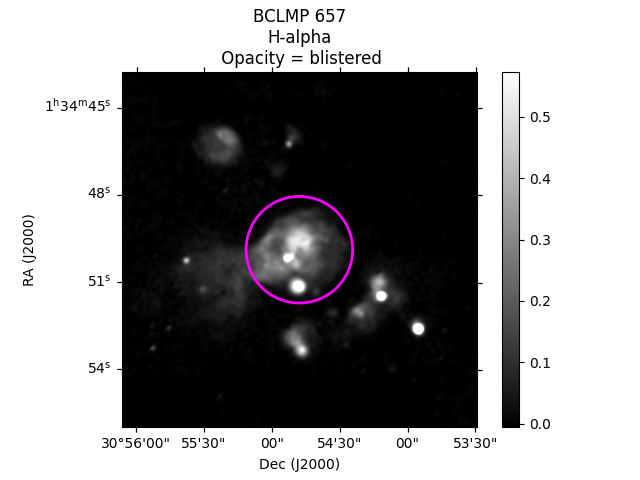 BCLMP 657
H-alpha
Opacity = blistered
1ʰ34ᵐ45ˢ
48ˢ
51ˢ
54ˢ
RA (J2000)
30°56'00"
55'30"
00"
54'30"
00"
53'30"
Dec (J2000)
0.5
0.4
0.3
0.2
0.1
0.0